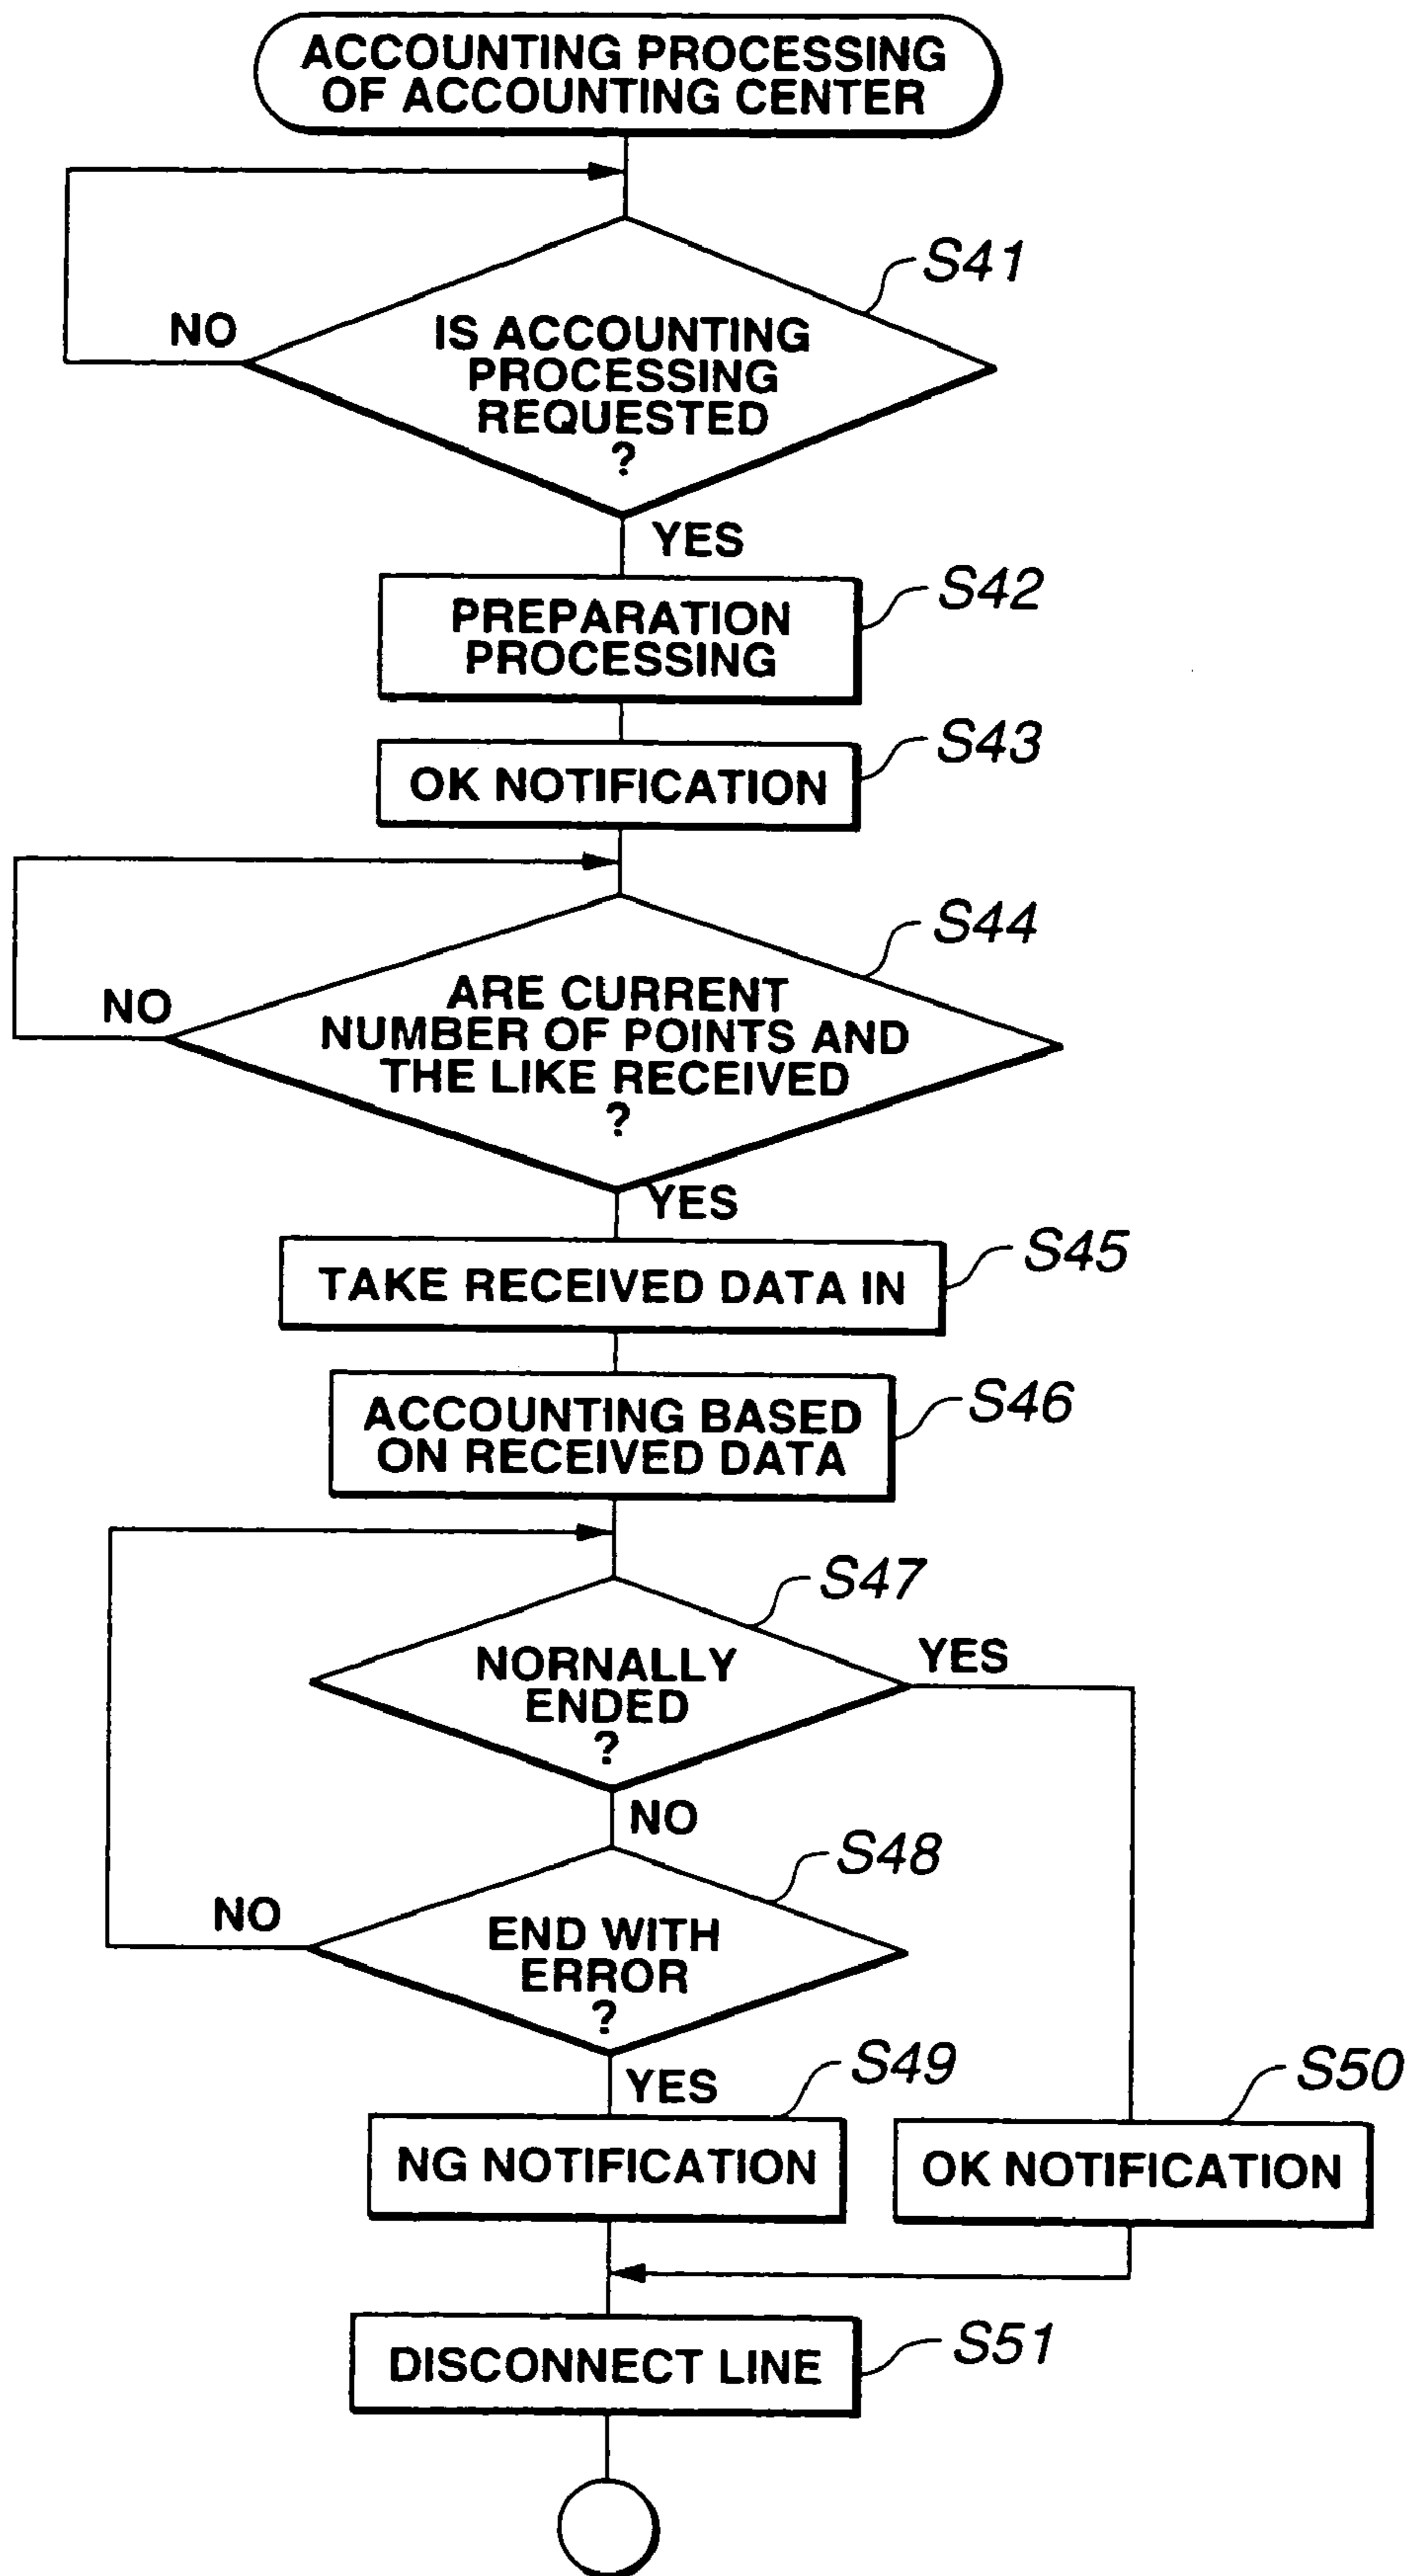 ACCOUNTING PROCESSING
OF ACCOUNTING CENTER
S41
NO
IS ACCOUNTING
PROCESSING
REQUESTED
?
YES
S42
PREPARATION
PROCESSING
S43
OK NOTIFICATION
S44
NO
ARE CURRENT
NUMBER OF POINTS AND
THE LIKE RECEIVED
?
YES
S45
TAKE RECEIVED DATA IN
S46
ACCOUNTING BASED
ON RECEIVED DATA
S47
YES
NORNALLY
ENDED
?
NO
S48
NO
END WITH
ERROR
?
YES
S49
S50
NG NOTIFICATION
OK NOTIFICATION
S51
DISCONNECT LINE